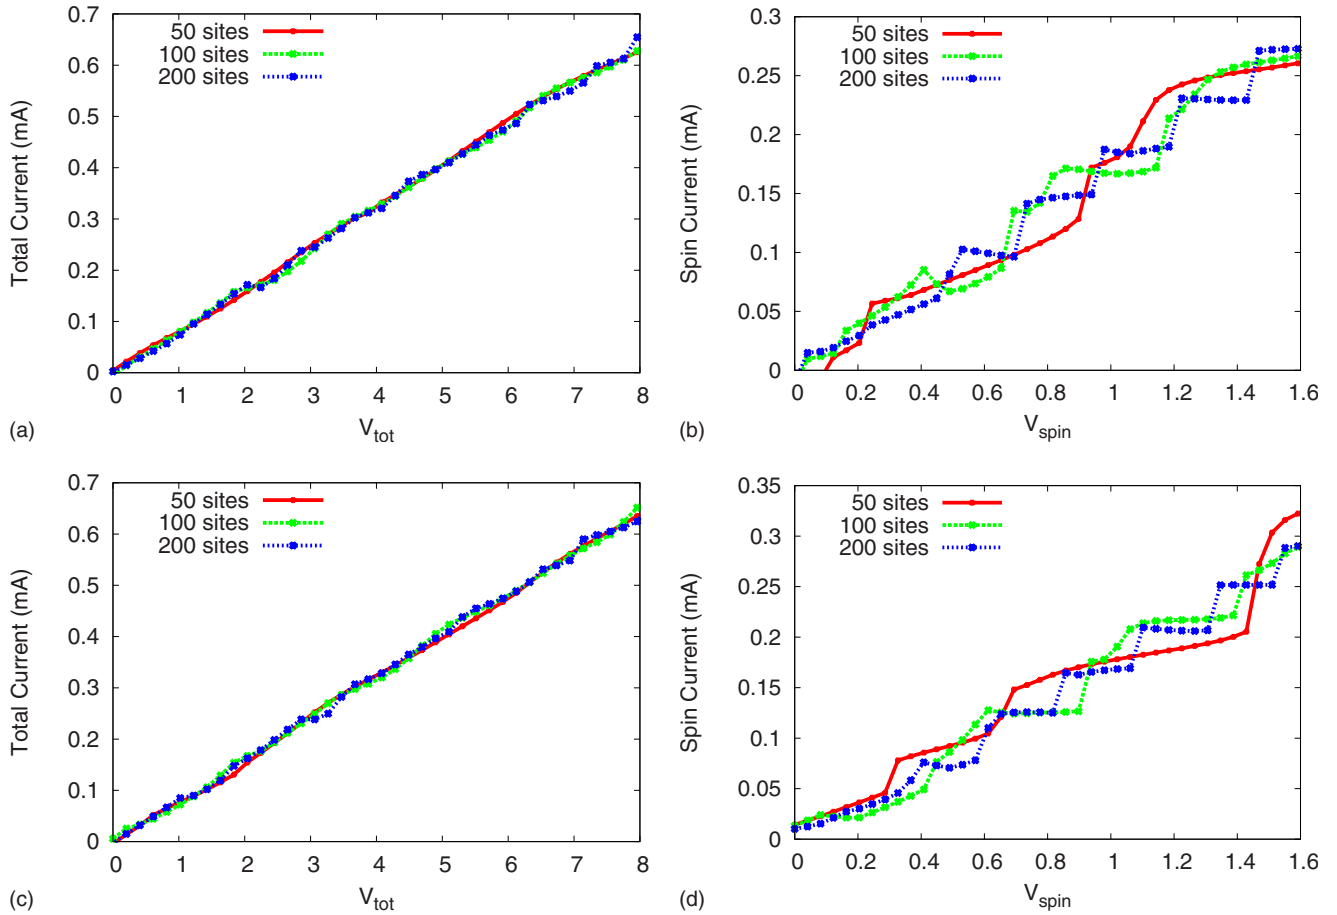 0.7
0.6
0.5
0.4
0.3
0.2
0.1
0
Total Current (mA)
50 sites
100 sites
200 sites
0 1 2 3 4 5 6 7 8
V_tot
(a)
0.3
0.25
0.2
0.15
0.1
0.05
0
Spin Current (mA)
50 sites
100 sites
200 sites
0 0.2 0.4 0.6 0.8 1 1.2 1.4 1.6
V_spin
(b)
0.7
0.6
0.5
0.4
0.3
0.2
0.1
0
Total Current (mA)
50 sites
100 sites
200 sites
0 1 2 3 4 5 6 7 8
V_tot
(c)
0.35
0.3
0.25
0.2
0.15
0.1
0.05
0
Spin Current (mA)
50 sites
100 sites
200 sites
0 0.2 0.4 0.6 0.8 1 1.2 1.4 1.6
V_spin
(d)